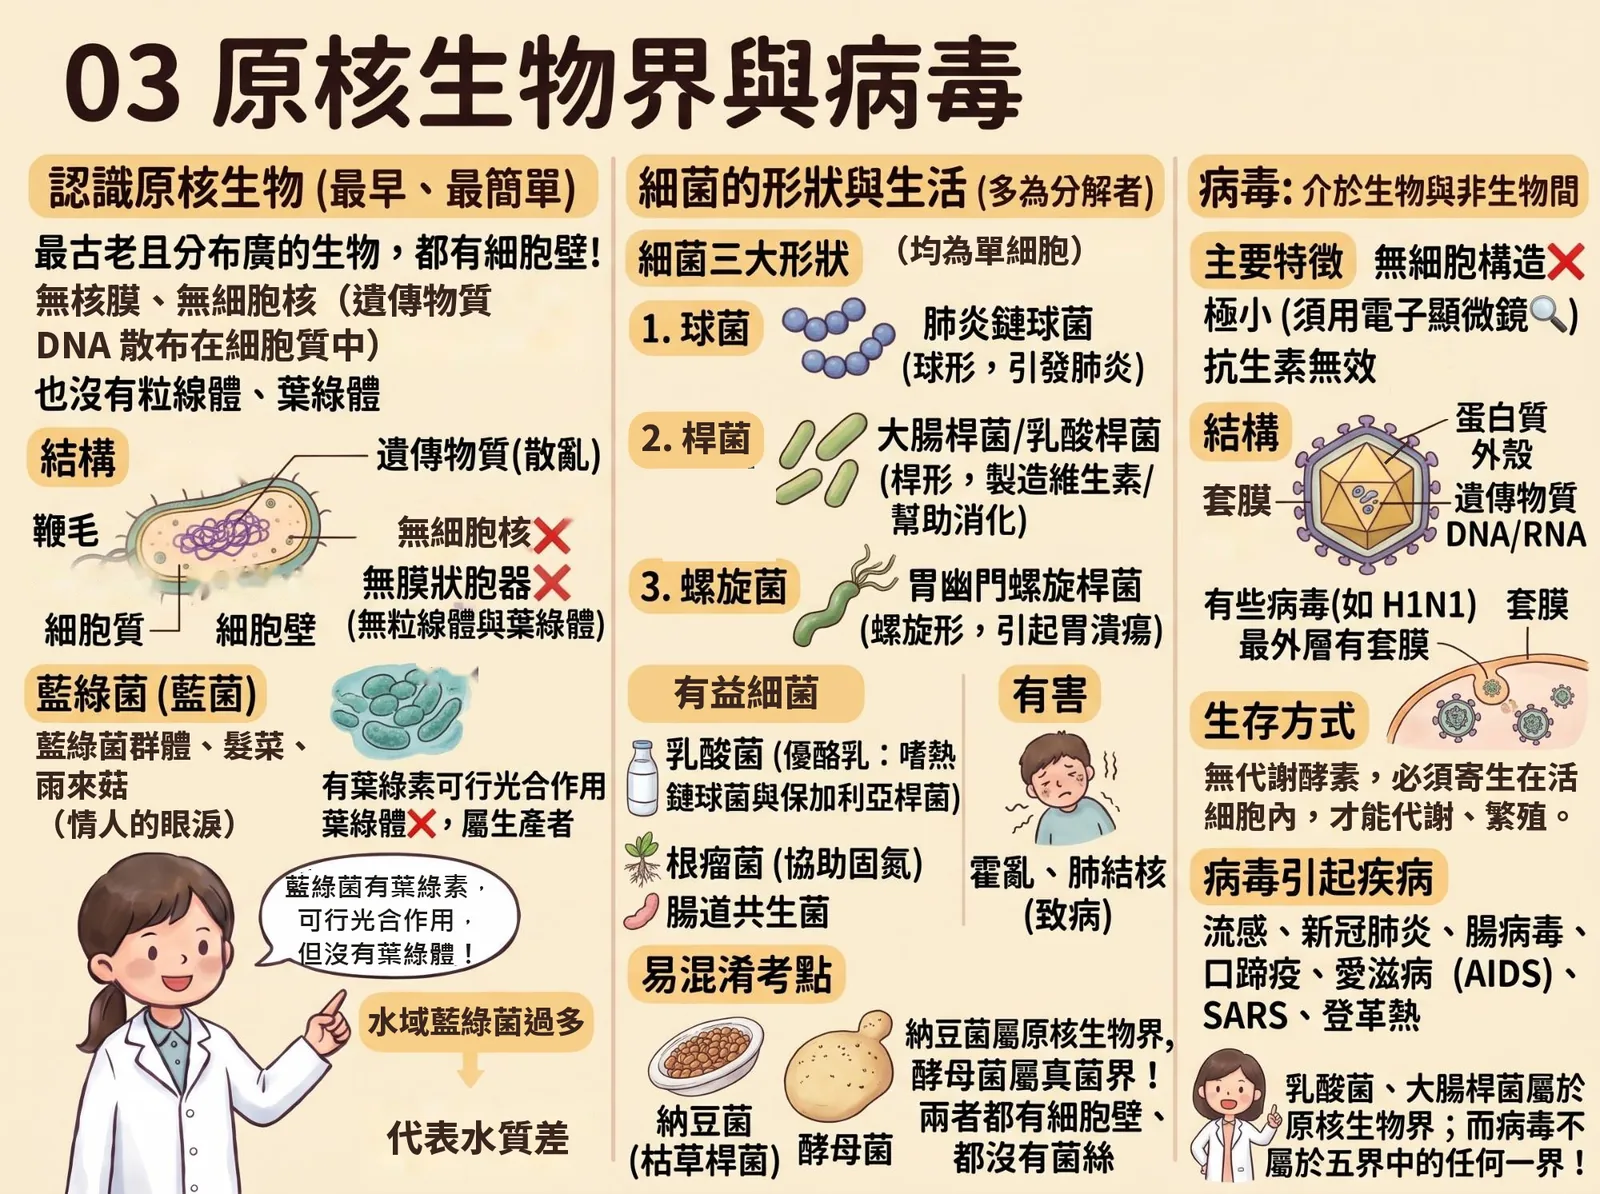 03 原核生物界與病毒
認識原核生物 (最早、最簡單)
最古老且分布廣的生物，都有細胞壁!
無核膜、無細胞核（遺傳物質
DNA 散布在細胞質中）
也沒有粒線體、葉綠體
結構
遺傳物質(散亂)
鞭毛
無細胞核❌
無膜狀胞器❌
(無粒線體與葉綠體)
細胞質
細胞壁
藍綠菌 (藍菌)
藍綠菌群體、髮菜、
雨來菇
（情人的眼淚）
有葉綠素可行光合作用
葉綠體❌，屬生產者
藍綠菌有葉綠素，
可行光合作用，
但沒有葉綠體！
水域藍綠菌過多
代表水質差
細菌的形狀與生活 (多為分解者)
細菌三大形狀
（均為單細胞）
1. 球菌
肺炎鏈球菌
(球形，引發肺炎)
2. 桿菌
大腸桿菌/乳酸桿菌
(桿形，製造維生素/
幫助消化)
3. 螺旋菌
胃幽門螺旋桿菌
(螺旋形，引起胃潰瘍)
有益細菌
乳酸菌 (優酪乳：嗜熱
鏈球菌與保加利亞桿菌)
根瘤菌 (協助固氮)
腸道共生菌
有害
霍亂、肺結核
(致病)
易混淆考點
納豆菌
(枯草桿菌)
酵母菌
納豆菌屬原核生物界,
酵母菌屬真菌界！
兩者都有細胞壁、
都沒有菌絲
病毒: 介於生物與非生物間
主要特徵
無細胞構造❌
極小 (須用電子顯微鏡🔍)
抗生素無效
結構
蛋白質
外殼
套膜
遺傳物質
DNA/RNA
有些病毒(如 H1N1)
最外層有套膜
套膜
生存方式
無代謝酵素，必須寄生在活
細胞內，才能代謝、繁殖。
病毒引起疾病
流感、新冠肺炎、腸病毒、
口蹄疫、愛滋病 (AIDS)、
SARS、登革熱
乳酸菌、大腸桿菌屬於
原核生物界；而病毒不
屬於五界中的任何一界！